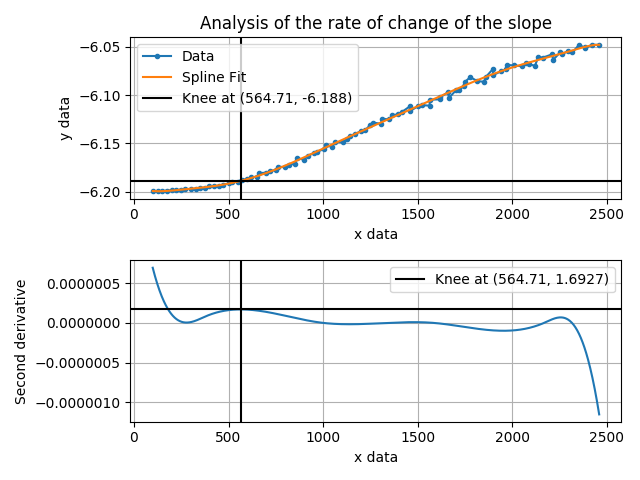 Analysis of the rate of change of the slope
Data
Spline Fit
Knee at (564.71, -6.188)
y data
−6.05
−6.10
−6.15
−6.20
0 500 1000 1500 2000 2500
x data
Knee at (564.71, 1.6927)
Second derivative
0.0000005
0.0000000
−0.0000005
−0.0000010
0 500 1000 1500 2000 2500
x data